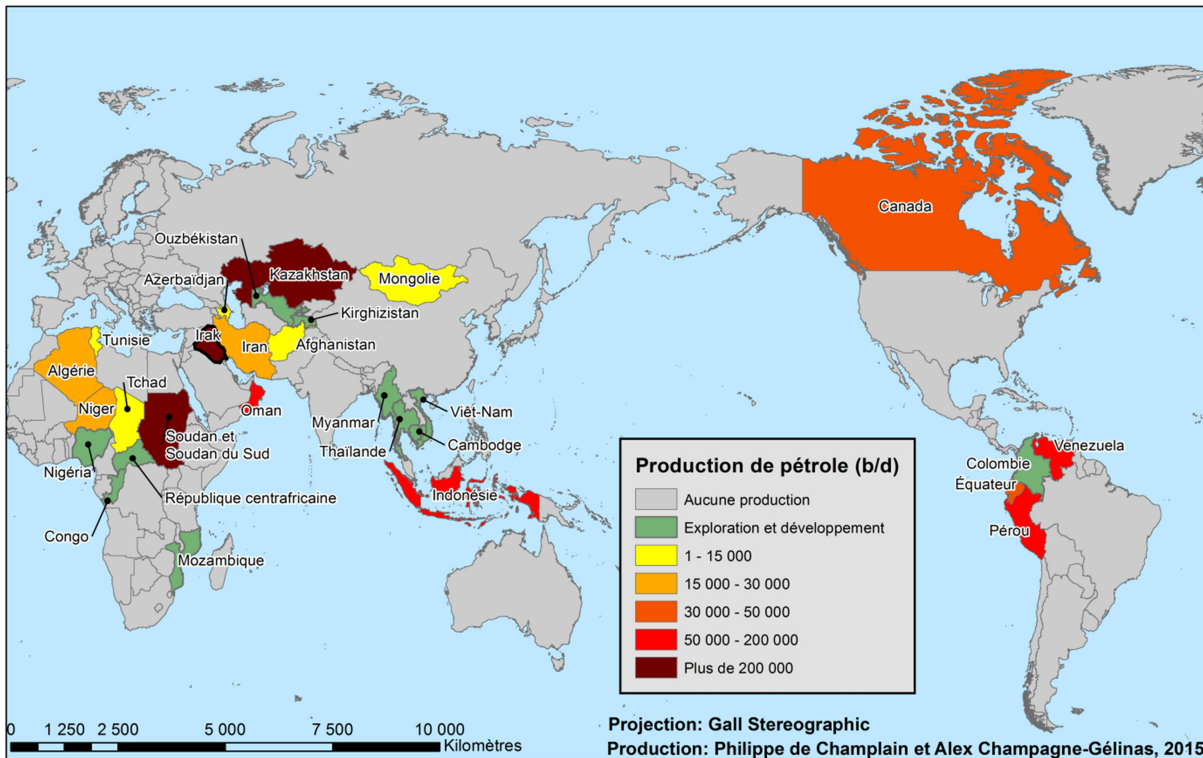 Canada
Ouzbékistan
Azerbaïdjan
Kazakhstan
Mongolie
Kirghizistan
Tunisie
Irak
Iran
Afghanistan
Algérie
Tchad
Niger
Oman
Soudan et
Soudan du Sud
Nigéria
République centrafricaine
Congo
Mozambique
Myanmar
Thaïlande
Viêt-Nam
Cambodge
Indonésie
Venezuela
Colombie
Équateur
Pérou
Production de pétrole (b/d)
Aucune production
Exploration et développement
1 - 15 000
15 000 - 30 000
30 000 - 50 000
50 000 - 200 000
Plus de 200 000
0 1 250 2 500 5 000 7 500 10 000
Kilomètres
Projection: Gall Stereographic
Production: Philippe de Champlain et Alex Champagne-Gélinas, 2015